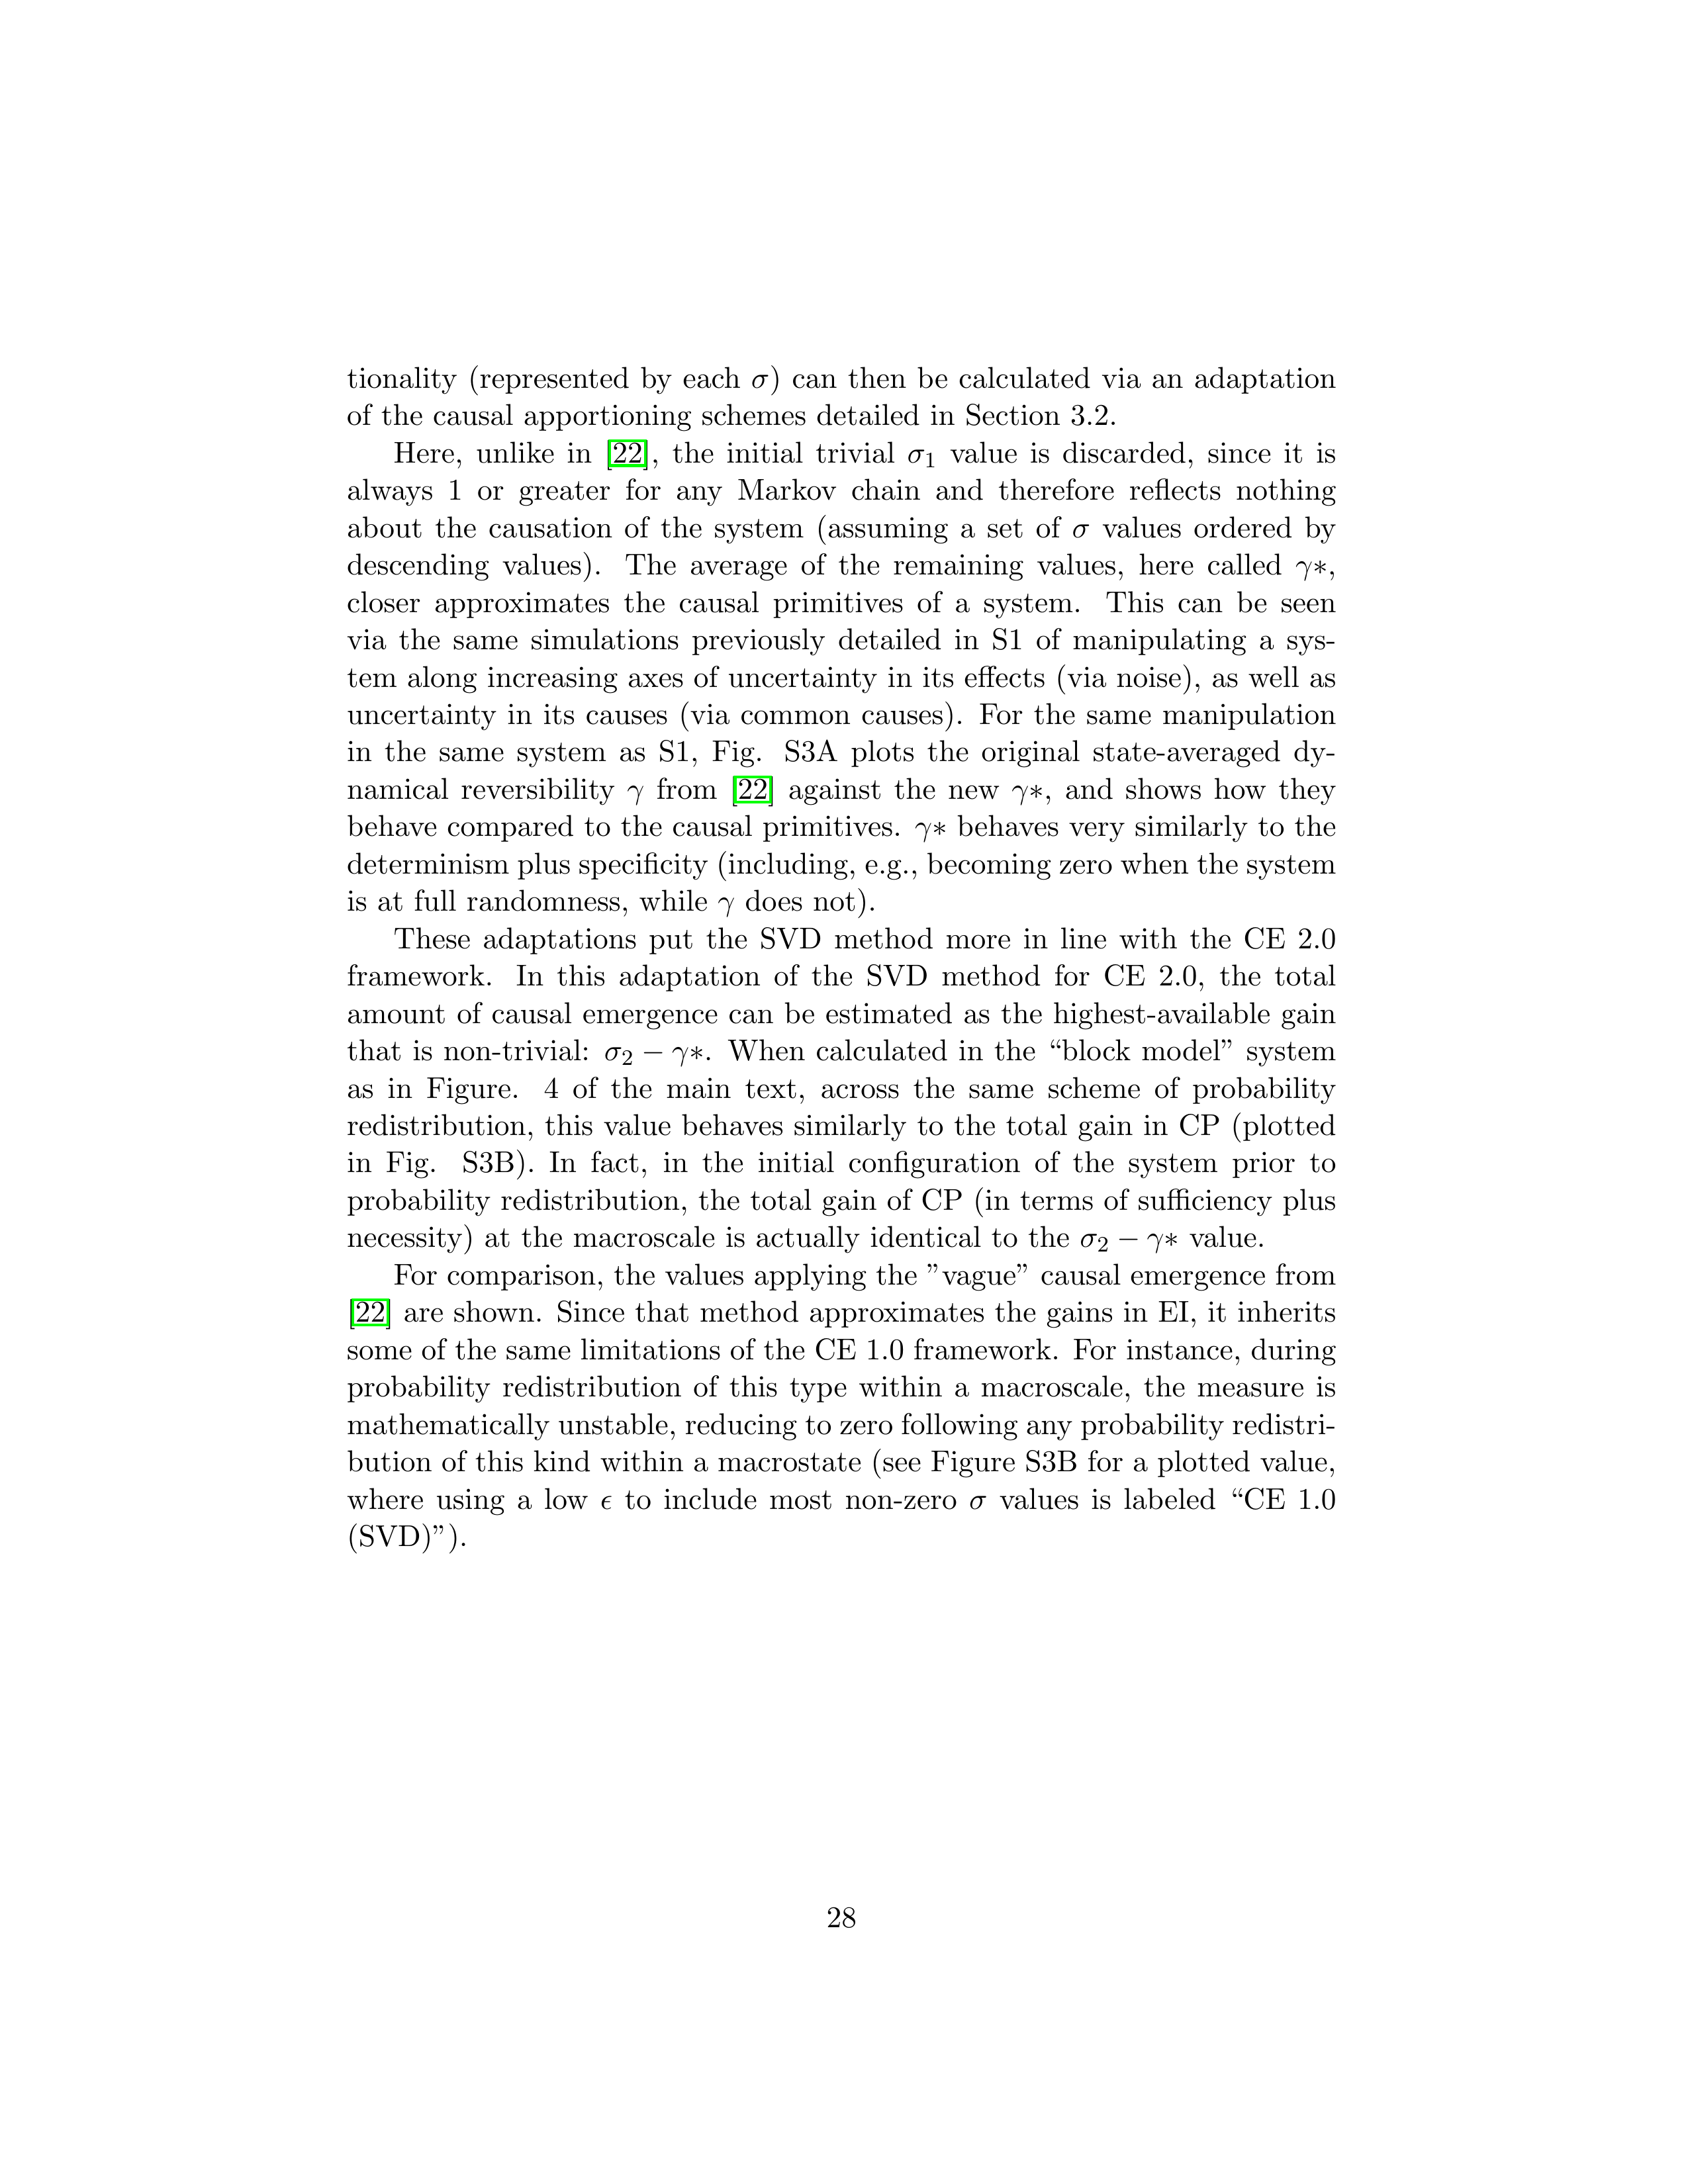 tionality (represented by each σ) can then be calculated via an adaptation
of the causal apportioning schemes detailed in Section 3.2.
Here, unlike in [22], the initial trivial σ₁ value is discarded, since it is
always 1 or greater for any Markov chain and therefore reflects nothing
about the causation of the system (assuming a set of σ values ordered by
descending values). The average of the remaining values, here called γ∗,
closer approximates the causal primitives of a system. This can be seen
via the same simulations previously detailed in S1 of manipulating a sys-
tem along increasing axes of uncertainty in its effects (via noise), as well as
uncertainty in its causes (via common causes). For the same manipulation
in the same system as S1, Fig. S3A plots the original state-averaged dy-
namical reversibility γ from [22] against the new γ∗, and shows how they
behave compared to the causal primitives. γ∗ behaves very similarly to the
determinism plus specificity (including, e.g., becoming zero when the system
is at full randomness, while γ does not).
These adaptations put the SVD method more in line with the CE 2.0
framework. In this adaptation of the SVD method for CE 2.0, the total
amount of causal emergence can be estimated as the highest-available gain
that is non-trivial: σ₂ − γ∗. When calculated in the “block model” system
as in Figure. 4 of the main text, across the same scheme of probability
redistribution, this value behaves similarly to the total gain in CP (plotted
in Fig. S3B). In fact, in the initial configuration of the system prior to
probability redistribution, the total gain of CP (in terms of sufficiency plus
necessity) at the macroscale is actually identical to the σ₂ − γ∗ value.
For comparison, the values applying the ”vague” causal emergence from
[22] are shown. Since that method approximates the gains in EI, it inherits
some of the same limitations of the CE 1.0 framework. For instance, during
probability redistribution of this type within a macroscale, the measure is
mathematically unstable, reducing to zero following any probability redistri-
bution of this kind within a macrostate (see Figure S3B for a plotted value,
where using a low ϵ to include most non-zero σ values is labeled “CE 1.0
(SVD)”).
28